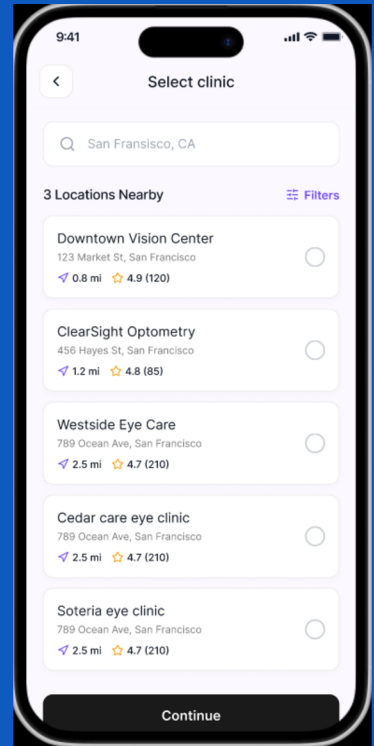 9:41
Select clinic
San Fransisco, CA
3 Locations Nearby
Filters
Downtown Vision Center
123 Market St, San Francisco
0.8 mi 4.9 (120)
ClearSight Optometry
456 Hayes St, San Francisco
1.2 mi 4.8 (85)
Westside Eye Care
789 Ocean Ave, San Francisco
2.5 mi 4.7 (210)
Cedar care eye clinic
789 Ocean Ave, San Francisco
2.5 mi 4.7 (210)
Soteria eye clinic
789 Ocean Ave, San Francisco
2.5 mi 4.7 (210)
Continue